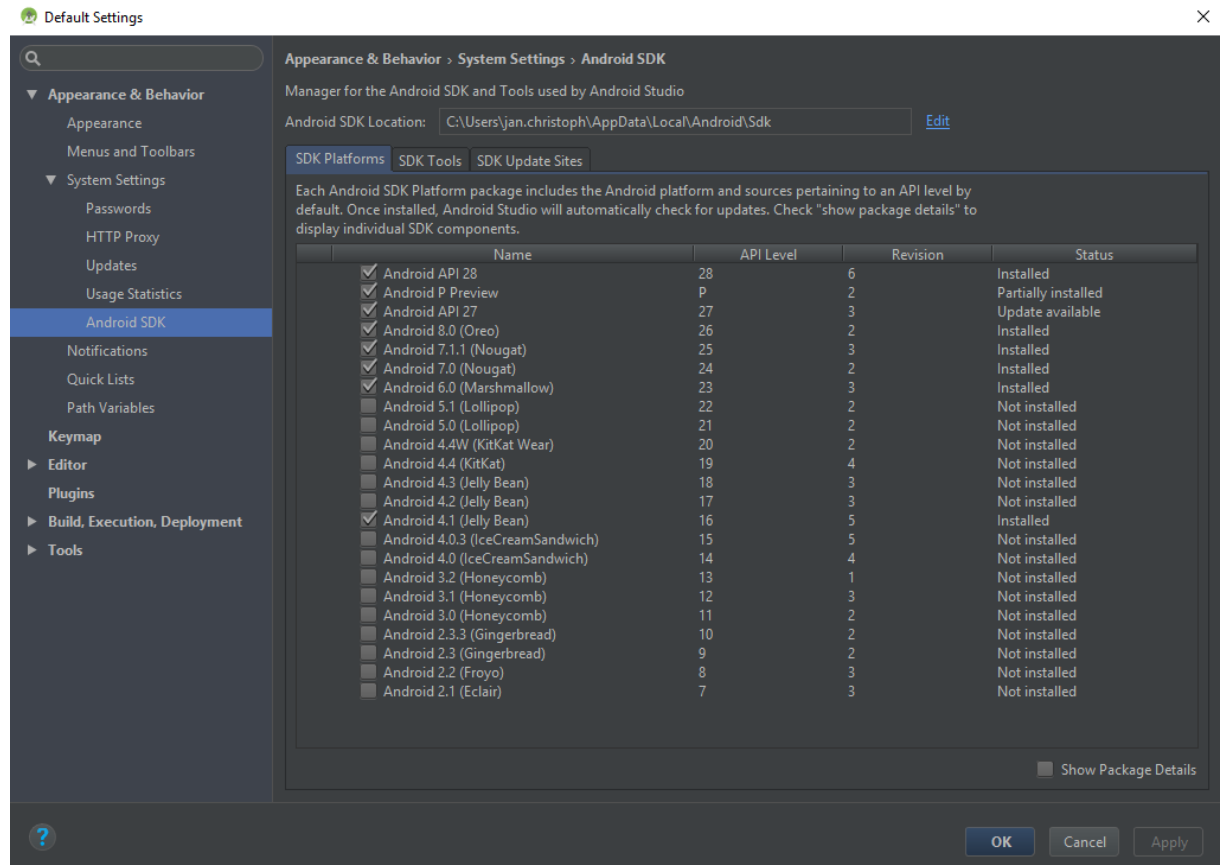 Default Settings
Appearance & Behavior
Appearance
Menus and Toolbars
System Settings
Passwords
HTTP Proxy
Updates
Usage Statistics
Android SDK
Notifications
Quick Lists
Path Variables
Keymap
Editor
Plugins
Build, Execution, Deployment
Tools
Appearance & Behavior › System Settings › Android SDK
Manager for the Android SDK and Tools used by Android Studio
Android SDK Location: C:\Users\jan.christoph\AppData\Local\Android\Sdk Edit
SDK Platforms SDK Tools SDK Update Sites
Each Android SDK Platform package includes the Android platform and sources pertaining to an API level by
default. Once installed, Android Studio will automatically check for updates. Check "show package details" to
display individual SDK components.
Name API Level Revision Status
Android API 28 28 6 Installed
Android P Preview P 2 Partially installed
Android API 27 27 3 Update available
Android 8.0 (Oreo) 26 2 Installed
Android 7.1.1 (Nougat) 25 3 Installed
Android 7.0 (Nougat) 24 2 Installed
Android 6.0 (Marshmallow) 23 3 Installed
Android 5.1 (Lollipop) 22 2 Not installed
Android 5.0 (Lollipop) 21 2 Not installed
Android 4.4W (KitKat Wear) 20 2 Not installed
Android 4.4 (KitKat) 19 4 Not installed
Android 4.3 (Jelly Bean) 18 3 Not installed
Android 4.2 (Jelly Bean) 17 3 Not installed
Android 4.1 (Jelly Bean) 16 5 Installed
Android 4.0.3 (IceCreamSandwich) 15 5 Not installed
Android 4.0 (IceCreamSandwich) 14 4 Not installed
Android 3.2 (Honeycomb) 13 1 Not installed
Android 3.1 (Honeycomb) 12 3 Not installed
Android 3.0 (Honeycomb) 11 2 Not installed
Android 2.3.3 (Gingerbread) 10 2 Not installed
Android 2.3 (Gingerbread) 9 2 Not installed
Android 2.2 (Froyo) 8 3 Not installed
Android 2.1 (Eclair) 7 3 Not installed
Show Package Details
? OK Cancel Apply